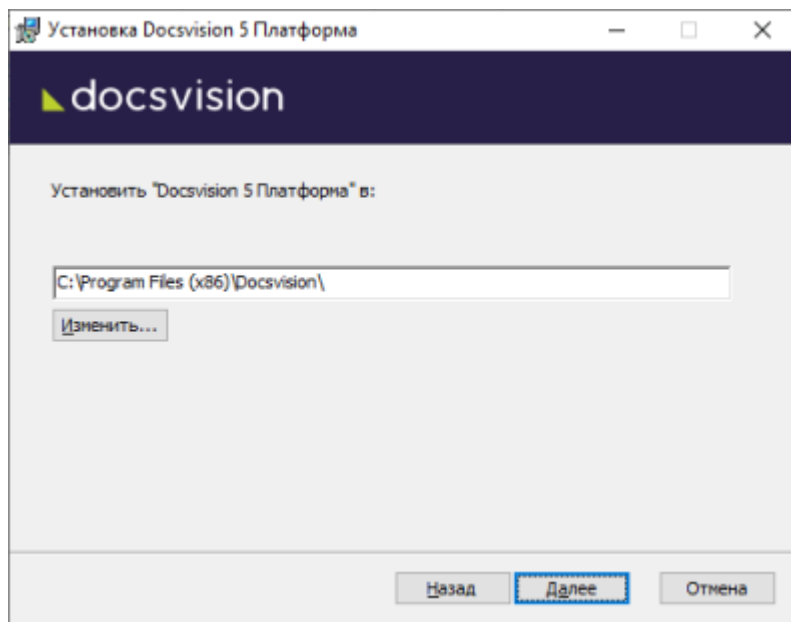 Установка Docsvision 5 Платформа
docsvision
Установить "Docsvision 5 Платформа" в:
C:\Program Files (x86)\Docsvision\
Изменить...
Назад Далее Отмена